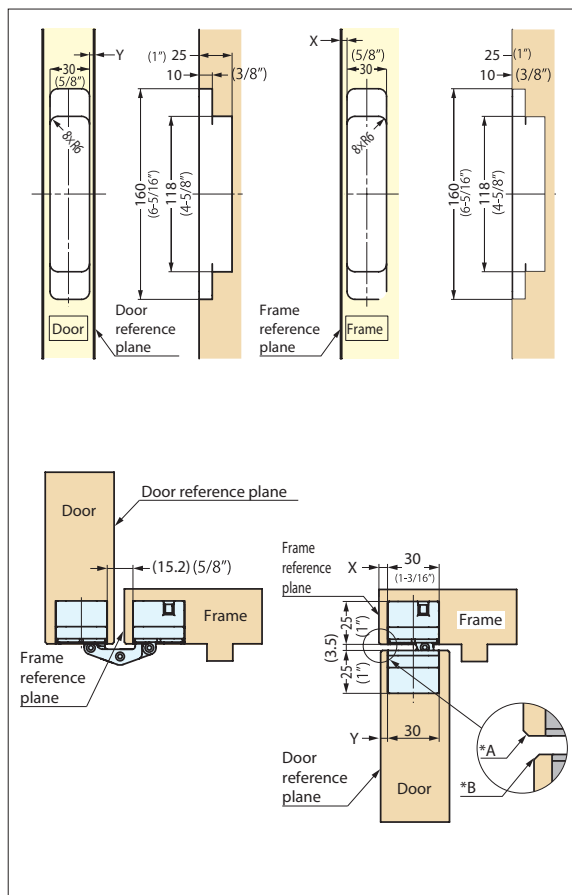 30
(5/8")
Y
8xR6
Door
Door
reference
plane
(1")
25
10
(3/8")
160
(6-5/16")
118
(4-5/8")
X
(5/8")
30
8xR6
Frame
reference
plane
Frame
25
(1")
10
(3/8")
160
(6-5/16")
118
(4-5/8")
Door
Door reference plane
(15.2) (5/8")
Frame
Frame
reference
plane
Frame
reference
plane
X
30
(1-3/16")
Frame
25
(1")
(3.5)
25
(1")
Y
30
Door
reference
plane
Door
*A
*B